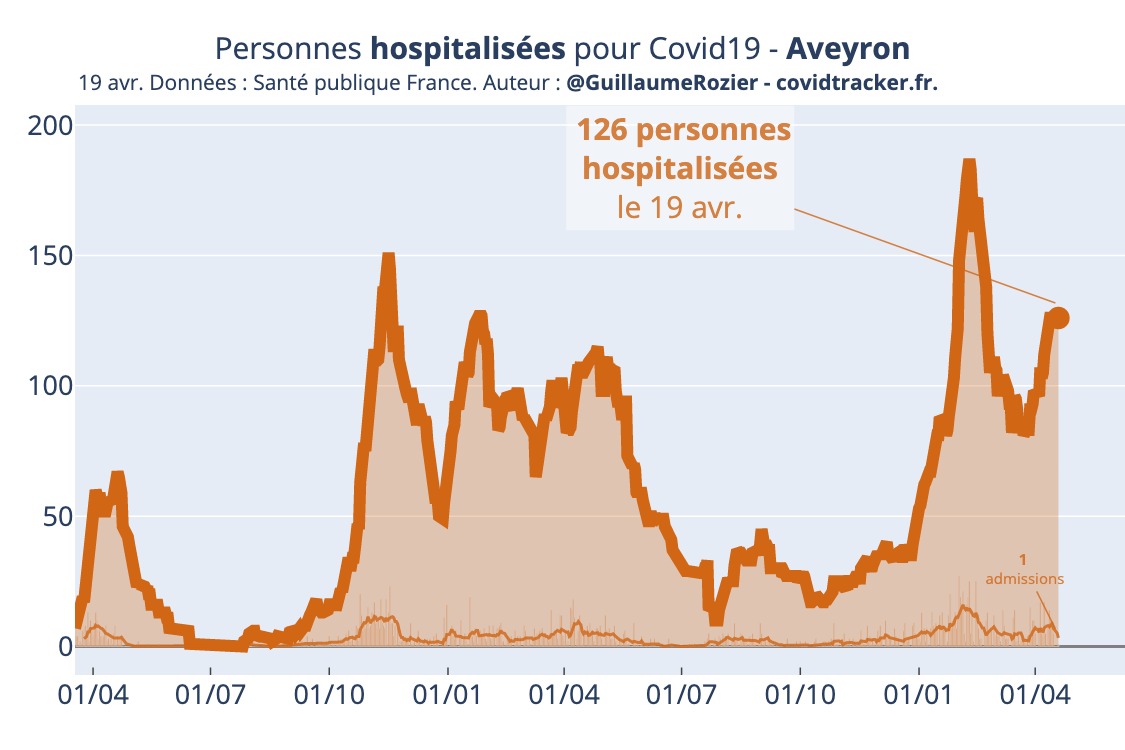 Personnes hospitalisées pour Covid19 - Aveyron
19 avr. Données : Santé publique France. Auteur : @GuillaumeRozier - covidtracker.fr.
126 personnes
hospitalisées
le 19 avr.
200
150
100
50
0
1
admissions
01/04 01/07 01/10 01/01 01/04 01/07 01/10 01/01 01/04